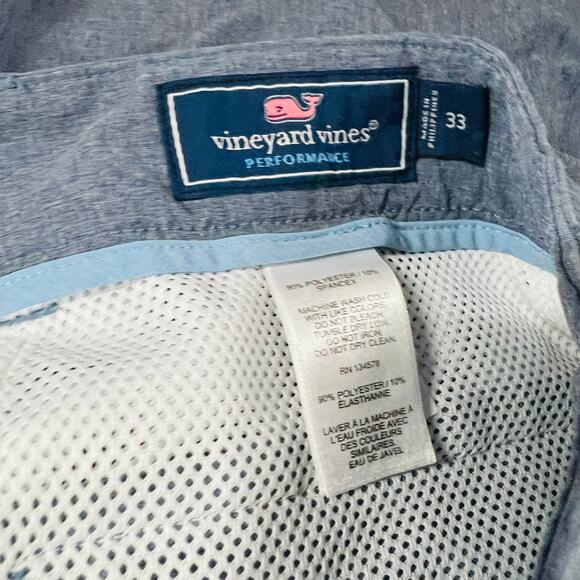 vineyard vines®
PERFORMANCE
MADE IN
PHILIPPINES
33
90% POLYESTER / 10%
SPANDEX
MACHINE WASH COLD
WITH LIKE COLORS.
DO NOT BLEACH.
TUMBLE DRY LOW.
DO NOT IRON.
DO NOT DRY CLEAN.
RN 134578
90% POLYESTER / 10%
ÉLASTHANNE
LAVER À LA MACHINE À
L'EAU FROIDE AVEC
DES COULEURS
SIMILAIRES.
EAU DE JAVEL